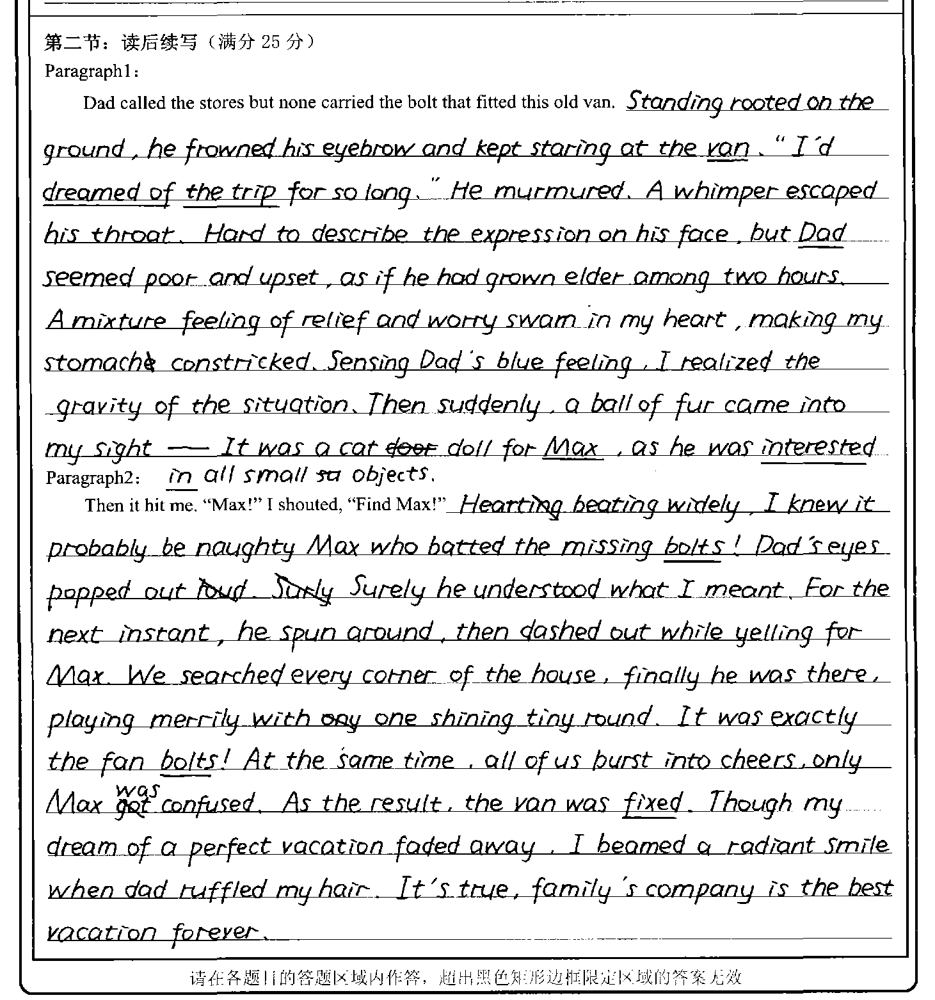 第二节：读后续写（满分 25 分）
Paragraph1：
Dad called the stores but none carried the bolt that fitted this old van. Standing rooted on the
ground, he frowned his eyebrow and kept staring at the van. "I'd
dreamed of the trip for so long." He murmured. A whimper escaped
his throat. Hard to describe the expression on his face, but Dad
seemed poor and upset, as if he had grown elder among two hours.
A mixture feeling of relief and worry swam in my heart, making my
stomach constricked. Sensing Dad's blue feeling, I realized the
gravity of the situation. Then suddenly, a ball of fur came into
my sight — It was a cat doll for Max, as he was interested
Paragraph2： in all small objects.
Then it hit me. “Max!” I shouted, “Find Max!” Hearting beating widely, I knew it
probably be naughty Max who batted the missing bolts! Dad's eyes
popped out. Surely he understood what I meant. For the
next instant, he spun around, then dashed out while yelling for
Max. We searched every corner of the house, finally he was there,
playing merrily with one shining tiny round. It was exactly
the fan bolts! At the same time, all of us burst into cheers, only
Max was confused. As the result, the van was fixed. Though my
dream of a perfect vacation faded away, I beamed a radiant smile
when dad ruffled my hair. It's true, family's company is the best
vacation forever.
请在各题目的答题区域内作答，超出黑色矩形边框限定区域的答案无效